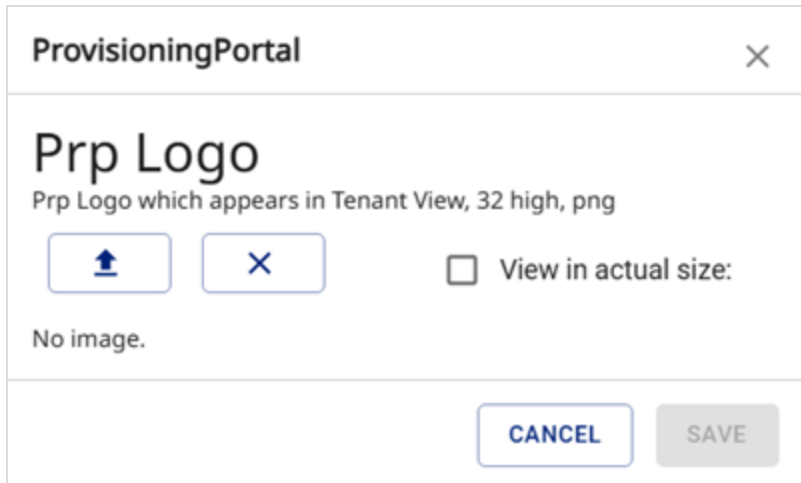 ProvisioningPortal
Prp Logo
Prp Logo which appears in Tenant View, 32 high, png
View in actual size:
No image.
CANCEL
SAVE